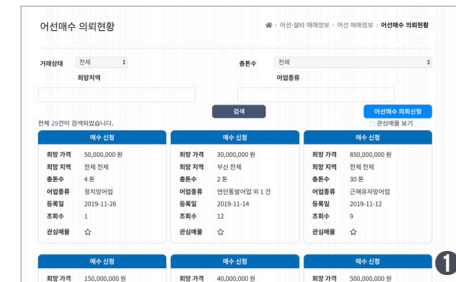 어선매수 의뢰현황
어선·설비 매매정보 > 어선 매매정보 > 어선매수 의뢰현황
거래상태 전체 총톤수 전체
희망지역 어업종류
검색 어선매수 의뢰신청
전체 29건이 검색되었습니다. 관심매물 보기
매수 신청 매수 신청 매수 신청
희망 가격 50,000,000 원 희망 가격 30,000,000 원 희망 가격 850,000,000 원
희망 지역 전체 전체 희망 지역 부산 전체 희망 지역 전체 전체
총톤수 4 톤 총톤수 2 톤 총톤수 30 톤
어업종류 어업종류 연안통발어업 외 1 건 어업종류 근해유자망어업
등록일 2019-11-26 등록일 2019-11-14 등록일 2019-11-12
조회수 1 조회수 12 조회수 9
관심매물 ☆ 관심매물 ☆ 관심매물 ☆
매수 신청 매수 신청 매수 신청
희망 가격 150,000,000 원 희망 가격 40,000,000 원 희망 가격 500,000,000 원
1